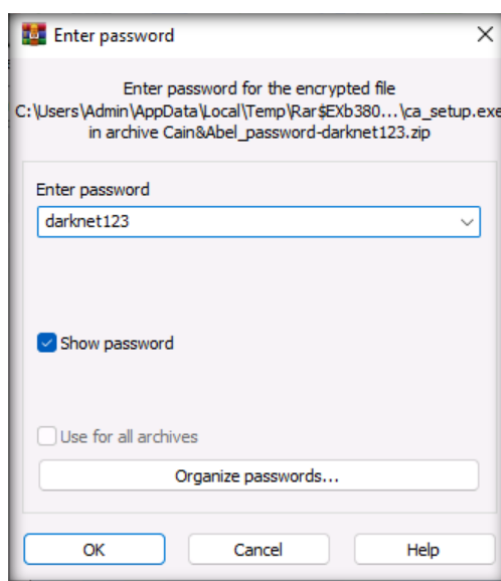 Enter password
Enter password for the encrypted file
C:\Users\Admin\AppData\Local\Temp\Rar$EXb380...\ca_setup.exe
in archive Cain&Abel_password-darknet123.zip
Enter password
darknet123
Show password
Use for all archives
Organize passwords...
OK Cancel Help